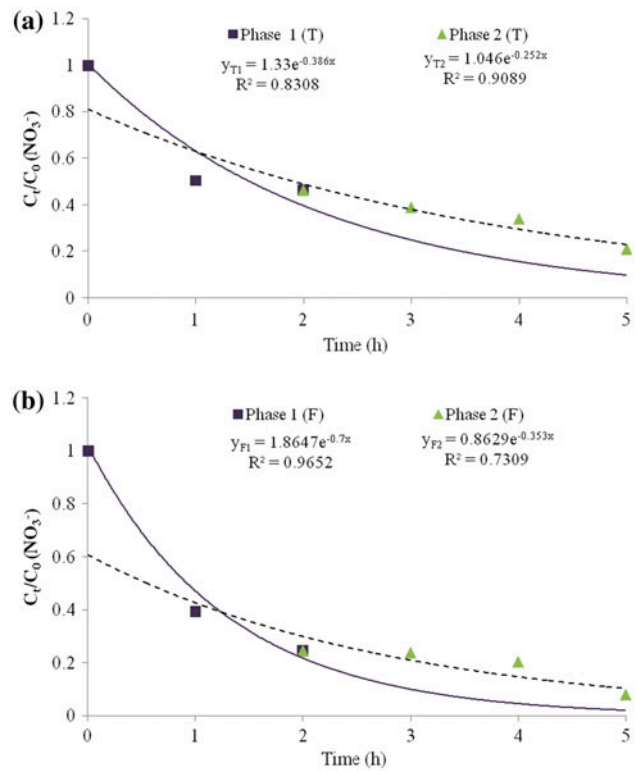 (a)
1.2
1
0.8
0.6
0.4
0.2
0
Cₜ/C₀ (NO₃⁻)
Phase 1 (T)
Phase 2 (T)
y_T1 = 1.33e^-0.386x
R² = 0.8308
y_T2 = 1.046e^-0.252x
R² = 0.9089
0 1 2 3 4 5
Time (h)
(b)
1.2
1
0.8
0.6
0.4
0.2
0
Cₜ/C₀ (NO₃⁻)
Phase 1 (F)
Phase 2 (F)
y_F1 = 1.8647e^-0.7x
R² = 0.9652
y_F2 = 0.8629e^-0.353x
R² = 0.7309
0 1 2 3 4 5
Time (h)